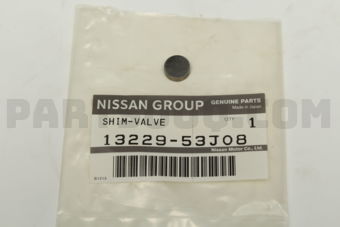 NISSAN GROUP GENUINE PARTS
Made in Japan
SHIM-VALVE QTY 1
13229-53J08
Nissan Motor Co., Ltd.